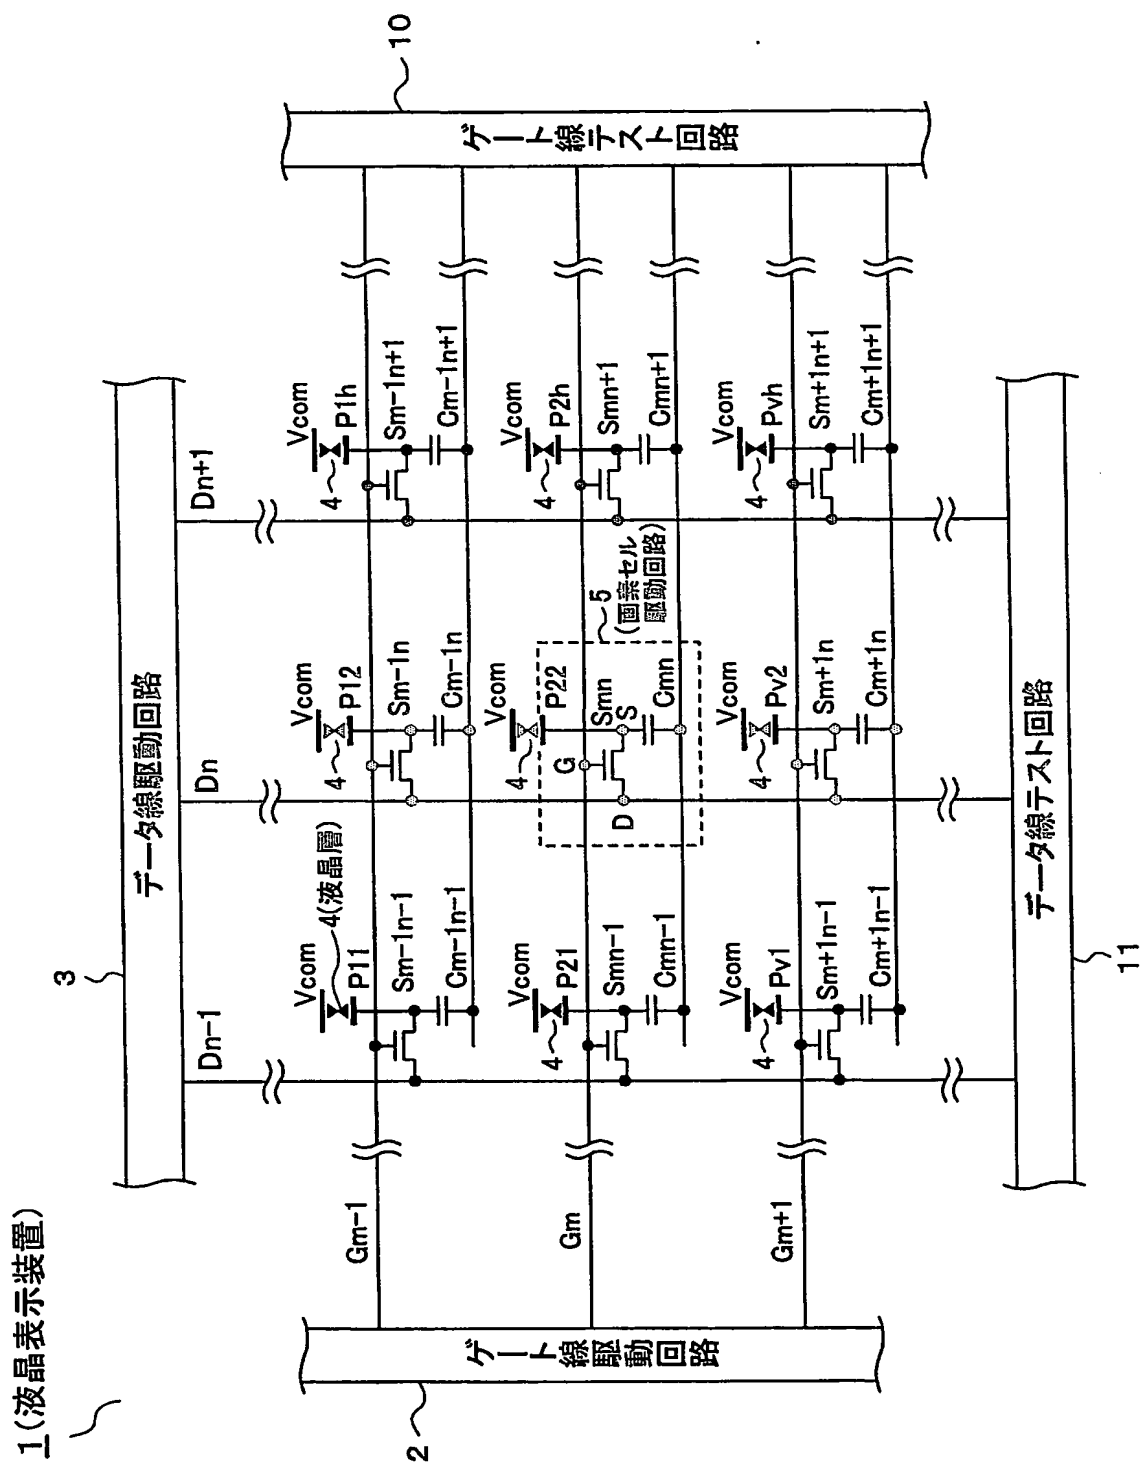 1(液晶表示装置)
3
データ線駆動回路
Dn-1
Dn
Dn+1
10
ゲート線テスト回路
2
ゲート線駆動回路
Gm-1
Gm
Gm+1
Vcom
P11
4(液晶層)
Sm-1n-1
Cm-1n-1
Vcom
P12
4
Sm-1n
Cm-1n
Vcom
P1h
4
Sm-1n+1
Cm-1n+1
Vcom
P21
4
Smn-1
Cmn-1
Vcom
P22
4
G
D
Smn
S
Cmn
5
(画素セル
駆動回路)
Vcom
P2h
4
Smn+1
Cmn+1
Vcom
Pv1
4
Sm+1n-1
Cm+1n-1
Vcom
Pv2
4
Sm+1n
Cm+1n
Vcom
Pvh
4
Sm+1n+1
Cm+1n+1
データ線テスト回路
11